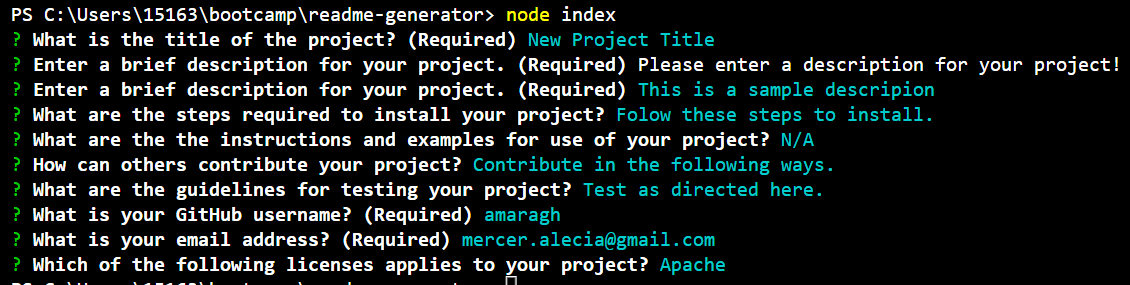 PS C:\Users\15163\bootcamp\readme-generator> node index
? What is the title of the project? (Required) New Project Title
? Enter a brief description for your project. (Required) Please enter a description for your project!
? Enter a brief description for your project. (Required) This is a sample descripion
? What are the steps required to install your project? Folow these steps to install.
? What are the the instructions and examples for use of your project? N/A
? How can others contribute your project? Contribute in the following ways.
? What are the guidelines for testing your project? Test as directed here.
? What is your GitHub username? (Required) amaragh
? What is your email address? (Required) mercer.alecia@gmail.com
? Which of the following licenses applies to your project? Apache
PS C:\Users\15163\bootcamp\readme-generator>